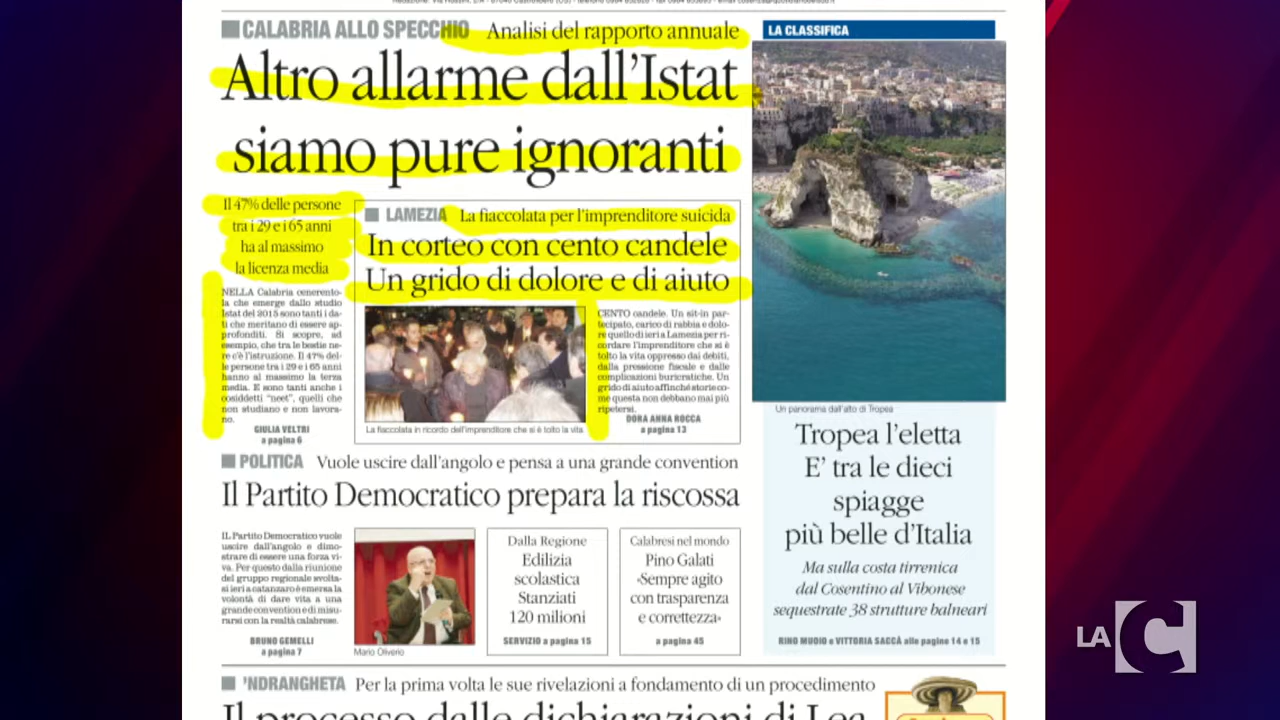 CALABRIA ALLO SPECCHIO Analisi del rapporto annuale
Altro allarme dall'Istat
siamo pure ignoranti
Il 47% delle persone
tra i 29 e i 65 anni
ha al massimo
la licenza media
NELLA Calabria cenerento-
la che emerge dallo studio
Istat del 2015 sono tanti i da-
ti che meritano di essere ap-
profonditi. Si scopre, ad
esempio, che tra le bestie ne-
re c'è l'istruzione. Il 47% del-
le persone tra i 29 e i 65 anni
hanno al massimo la terza
media. E sono tanti anche i
cosiddetti "neet", quelli che
non studiano e non lavora-
no.
GIULIA VELTRI
a pagina 6
LAMEZIA La fiaccolata per l'imprenditore suicida
In corteo con cento candele
Un grido di dolore e di aiuto
La fiaccolata in ricordo dell'imprenditore che si è tolto la vita
CENTO candele. Un sit-in par-
tecipato, carico di rabbia e dolo-
re quello di ieri a Lamezia per ri-
cordare l'imprenditore che si è
tolto la vita oppresso dai debiti,
dalla pressione fiscale e dalle
complicazioni buricratiche. Un
grido di aiuto affinché storie co-
me questa non debbano mai più
ripetersi.
DORA ANNA ROCCA
a pagina 13
LA CLASSIFICA
Un panorama dall'alto di Tropea
Tropea l'eletta
E' tra le dieci
spiagge
più belle d'Italia
Ma sulla costa tirrenica
dal Cosentino al Vibonese
sequestrate 38 strutture balneari
RINO MUOIO e VITTORIA SACCÀ alle pagine 14 e 15
POLITICA Vuole uscire dall'angolo e pensa a una grande convention
Il Partito Democratico prepara la riscossa
IL Partito Democratico vuole
uscire dall'angolo e dimo-
strare di essere una forza vi-
va. Per questo dalla riunione
del gruppo regionale svolta-
si ieri a catanzaro è emersa la
volontà di dare vita a una
grande convention e di misu-
rarsi con la realtà calabrese.
BRUNO GEMELLI
a pagina 7
Mario Oliverio
Dalla Regione
Edilizia
scolastica
Stanziati
120 milioni
SERVIZIO a pagina 15
Calabresi nel mondo
Pino Galati
«Sempre agito
con trasparenza
e correttezza»
a pagina 45
'NDRANGHETA Per la prima volta le sue rivelazioni a fondamento di un procedimento
Il processo dalle dichiarazioni di Lea
LA C